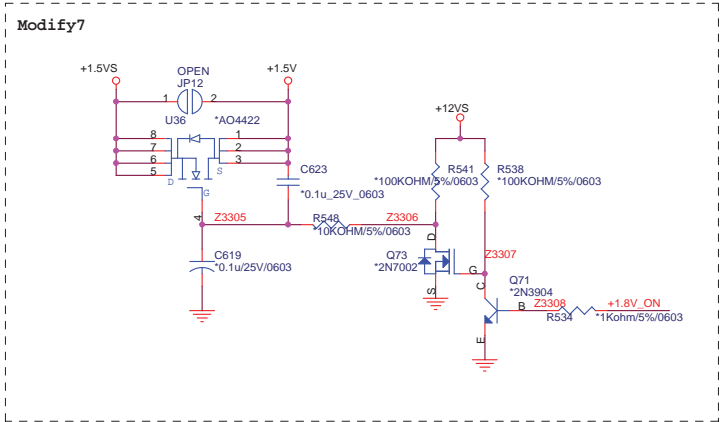 Modify7
+1.5VS
OPEN
JP12
+1.5V
1
2
U36
*AO4422
8
7
6
5
1
2
3
D
S
G
4
C623
*0.1u_25V_0603
Z3305
R548
*10KOHM/5%/0603
Z3306
C619
*0.1u/25V/0603
+12VS
R541
*100KOHM/5%/0603
R538
*100KOHM/5%/0603
D
Q73
*2N7002
G
S
Z3307
Q71
*2N3904
C
B
E
Z3308
R534
+1.8V_ON
*1Kohm/5%/0603